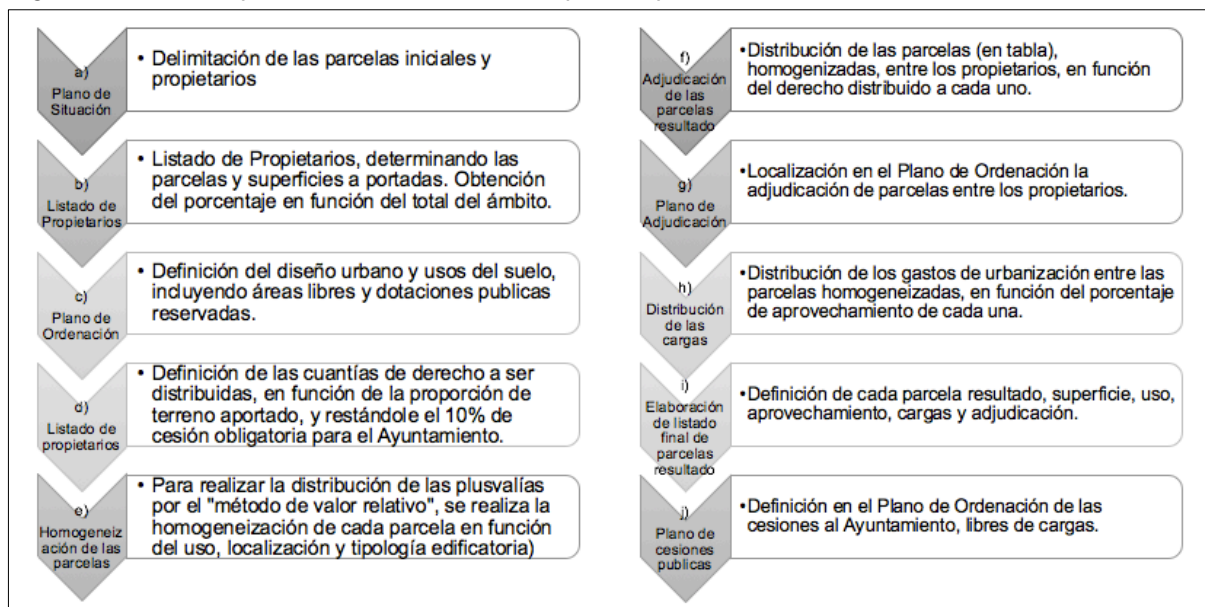 a)
Plano de
Situación
• Delimitación de las parcelas iniciales y
propietarios
b)
Listado de
Propietarios
• Listado de Propietarios, determinando las
parcelas y superficies a portadas. Obtención
del porcentaje en función del total del ámbito.
c)
Plano de
Ordenación
• Definición del diseño urbano y usos del suelo,
incluyendo áreas libres y dotaciones publicas
reservadas.
d)
Listado de
propietarios
• Definición de las cuantías de derecho a ser
distribuidas, en función de la proporción de
terreno aportado, y restándole el 10% de
cesión obligatoria para el Ayuntamiento.
e)
Homogeneiz
ación de las
parcelas
• Para realizar la distribución de las plusvalías
por el "método de valor relativo", se realiza la
homogeneización de cada parcela en función
del uso, localización y tipología edificatoria)
f)
Adjudicación
de las
parcelas
resultado
•Distribución de las parcelas (en tabla),
homogenizadas, entre los propietarios, en función
del derecho distribuido a cada uno.
g)
Plano de
Adjudicación
•Localización en el Plano de Ordenación la
adjudicación de parcelas entre los propietarios.
h)
Distribución
de las
cargas
•Distribución de los gastos de urbanización entre las
parcelas homogeneizadas, en función del porcentaje
de aprovechamiento de cada una.
i)
Elaboración
de listado
final de
parcelas
resultado
•Definición de cada parcela resultado, superficie, uso,
aprovechamiento, cargas y adjudicación.
j)
Plano de
cesiones
publicas
•Definición en el Plano de Ordenación de las
cesiones al Ayuntamiento, libres de cargas.